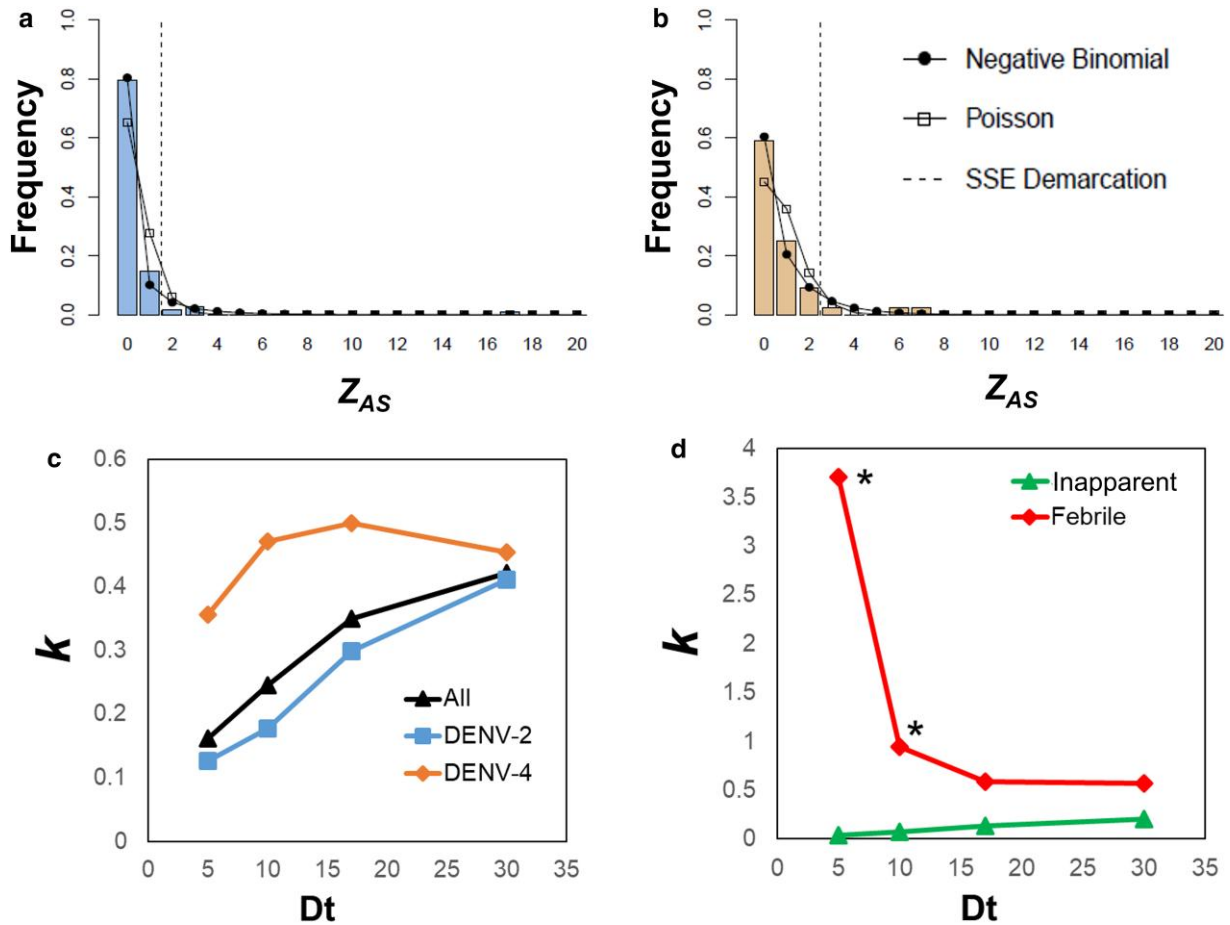 a
Frequency
1.0
0.8
0.6
0.4
0.2
0.0
0 2 4 6 8 10 12 14 16 18 20
Z_AS
b
Frequency
1.0
0.8
0.6
0.4
0.2
0.0
Negative Binomial
Poisson
SSE Demarcation
0 2 4 6 8 10 12 14 16 18 20
Z_AS
c
k
0.6
0.5
0.4
0.3
0.2
0.1
0
All
DENV-2
DENV-4
0 5 10 15 20 25 30 35
Dt
d
k
4
3.5
3
2.5
2
1.5
1
0.5
0
Inapparent
Febrile
*
*
0 5 10 15 20 25 30 35
Dt